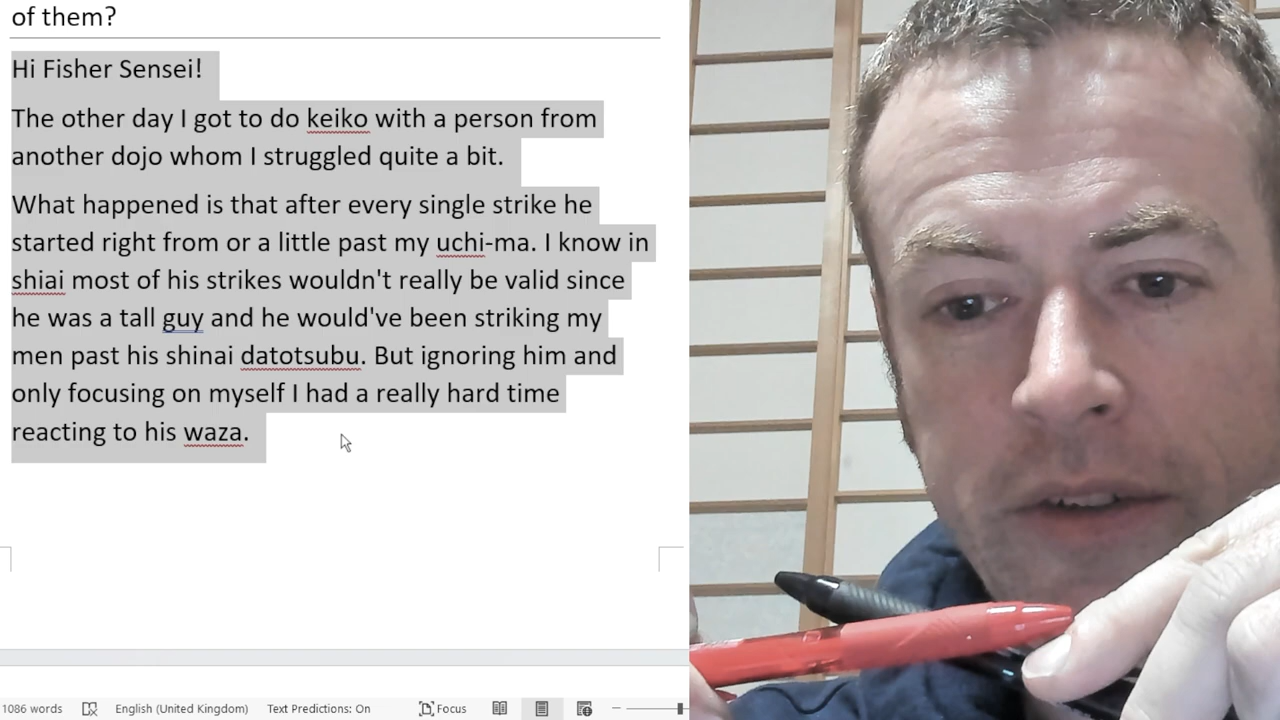 of them?
Hi Fisher Sensei!
The other day I got to do keiko with a person from
another dojo whom I struggled quite a bit.
What happened is that after every single strike he
started right from or a little past my uchi-ma. I know in
shiai most of his strikes wouldn't really be valid since
he was a tall guy and he would've been striking my
men past his shinai datotsubu. But ignoring him and
only focusing on myself I had a really hard time
reacting to his waza.
1086 words English (United Kingdom) Text Predictions: On Focus